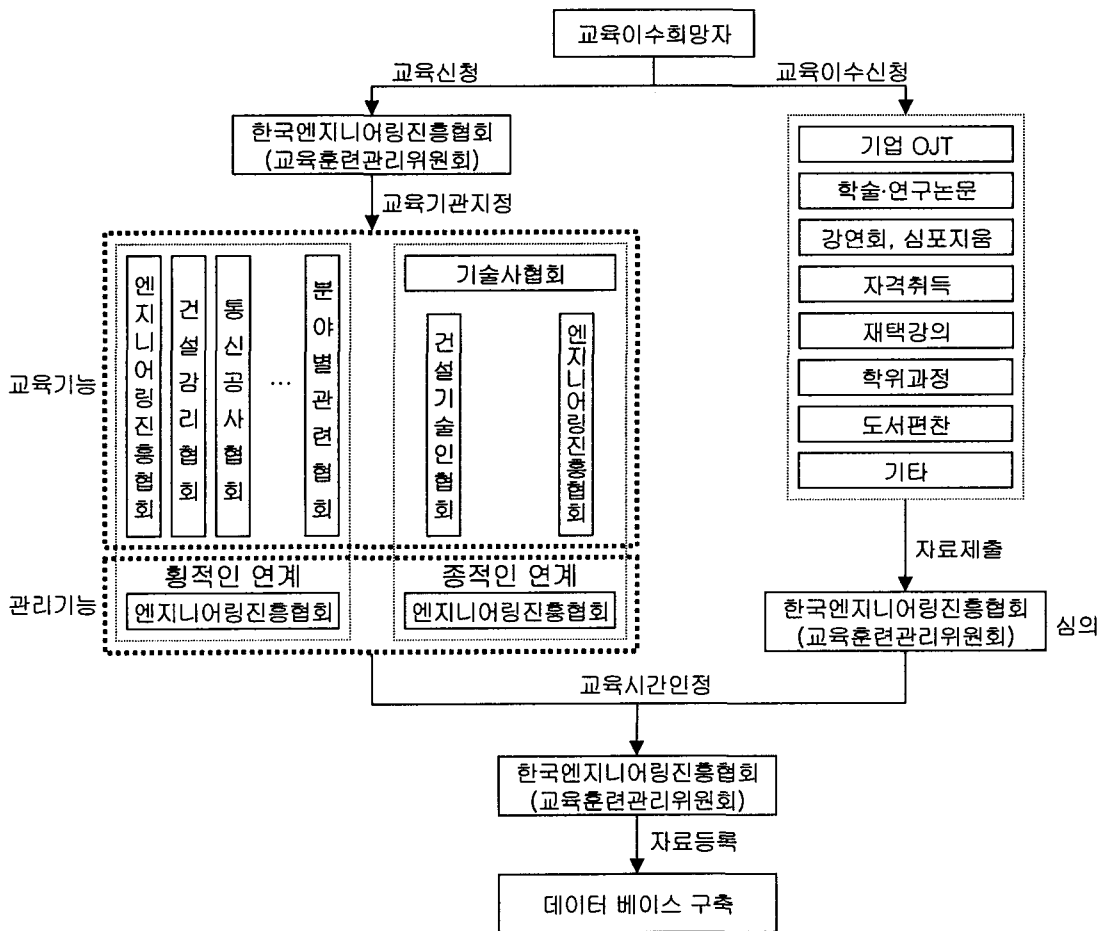 교육이수희망자
교육신청
교육이수신청
한국엔지니어링진흥협회
(교육훈련관리위원회)
교육기관지정
교육기능
엔지니어링진흥협회
건설감리협회
통신공사협회
…
분야별관련협회
기술사협회
건설기술인협회
엔지니어링진흥협회
관리기능
횡적인 연계
엔지니어링진흥협회
종적인 연계
엔지니어링진흥협회
기업 OJT
학술·연구논문
강연회, 심포지움
자격취득
재택강의
학위과정
도서편찬
기타
자료제출
한국엔지니어링진흥협회
(교육훈련관리위원회)
심의
교육시간인정
한국엔지니어링진흥협회
(교육훈련관리위원회)
자료등록
데이터 베이스 구축